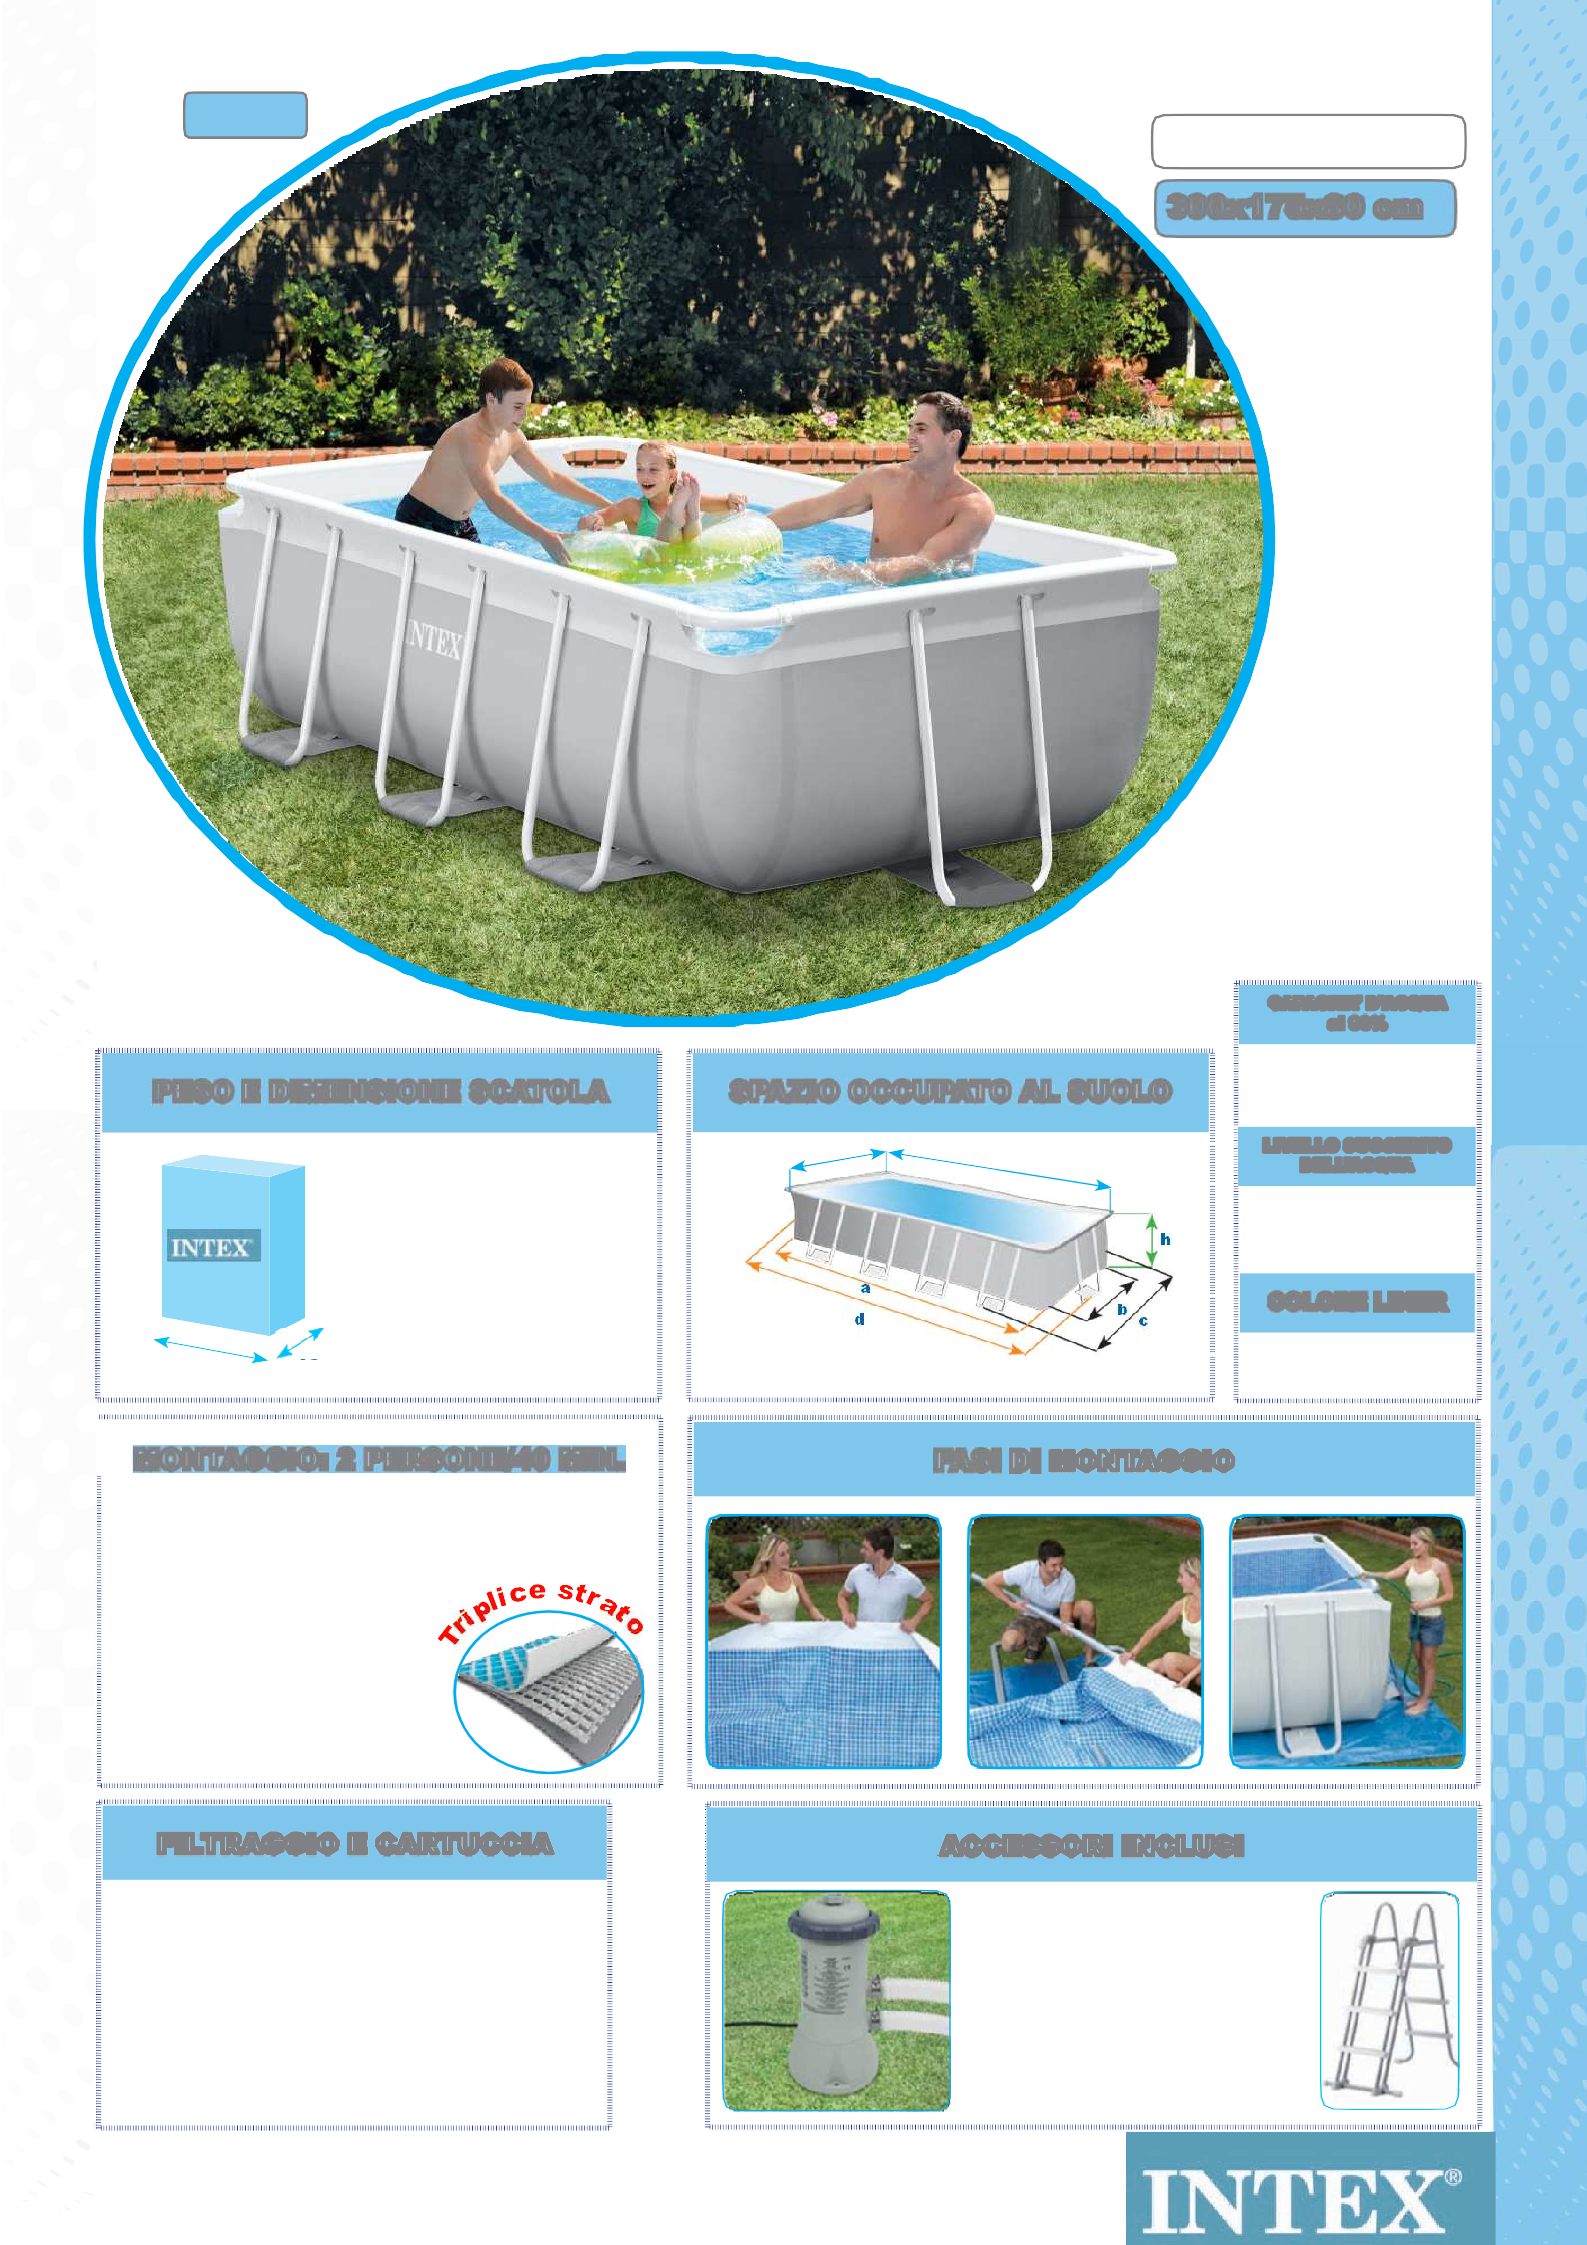 300x175x80 cm
INTEX
CAPACITA' D'ACQUA
al 90%
PESO E DIMENSIONE SCATOLA
SPAZIO OCCUPATO AL SUOLO
LIVELLO SUGGERITO
DELL'ACQUA
INTEX
h
a
b
c
d
COLORE LINER
MONTAGGIO: 2 PERSONE/40 MIN.
FASI DI MONTAGGIO
Triplice strato
FILTRAGGIO E CARTUCCIA
ACCESSORI INCLUSI
INTEX®